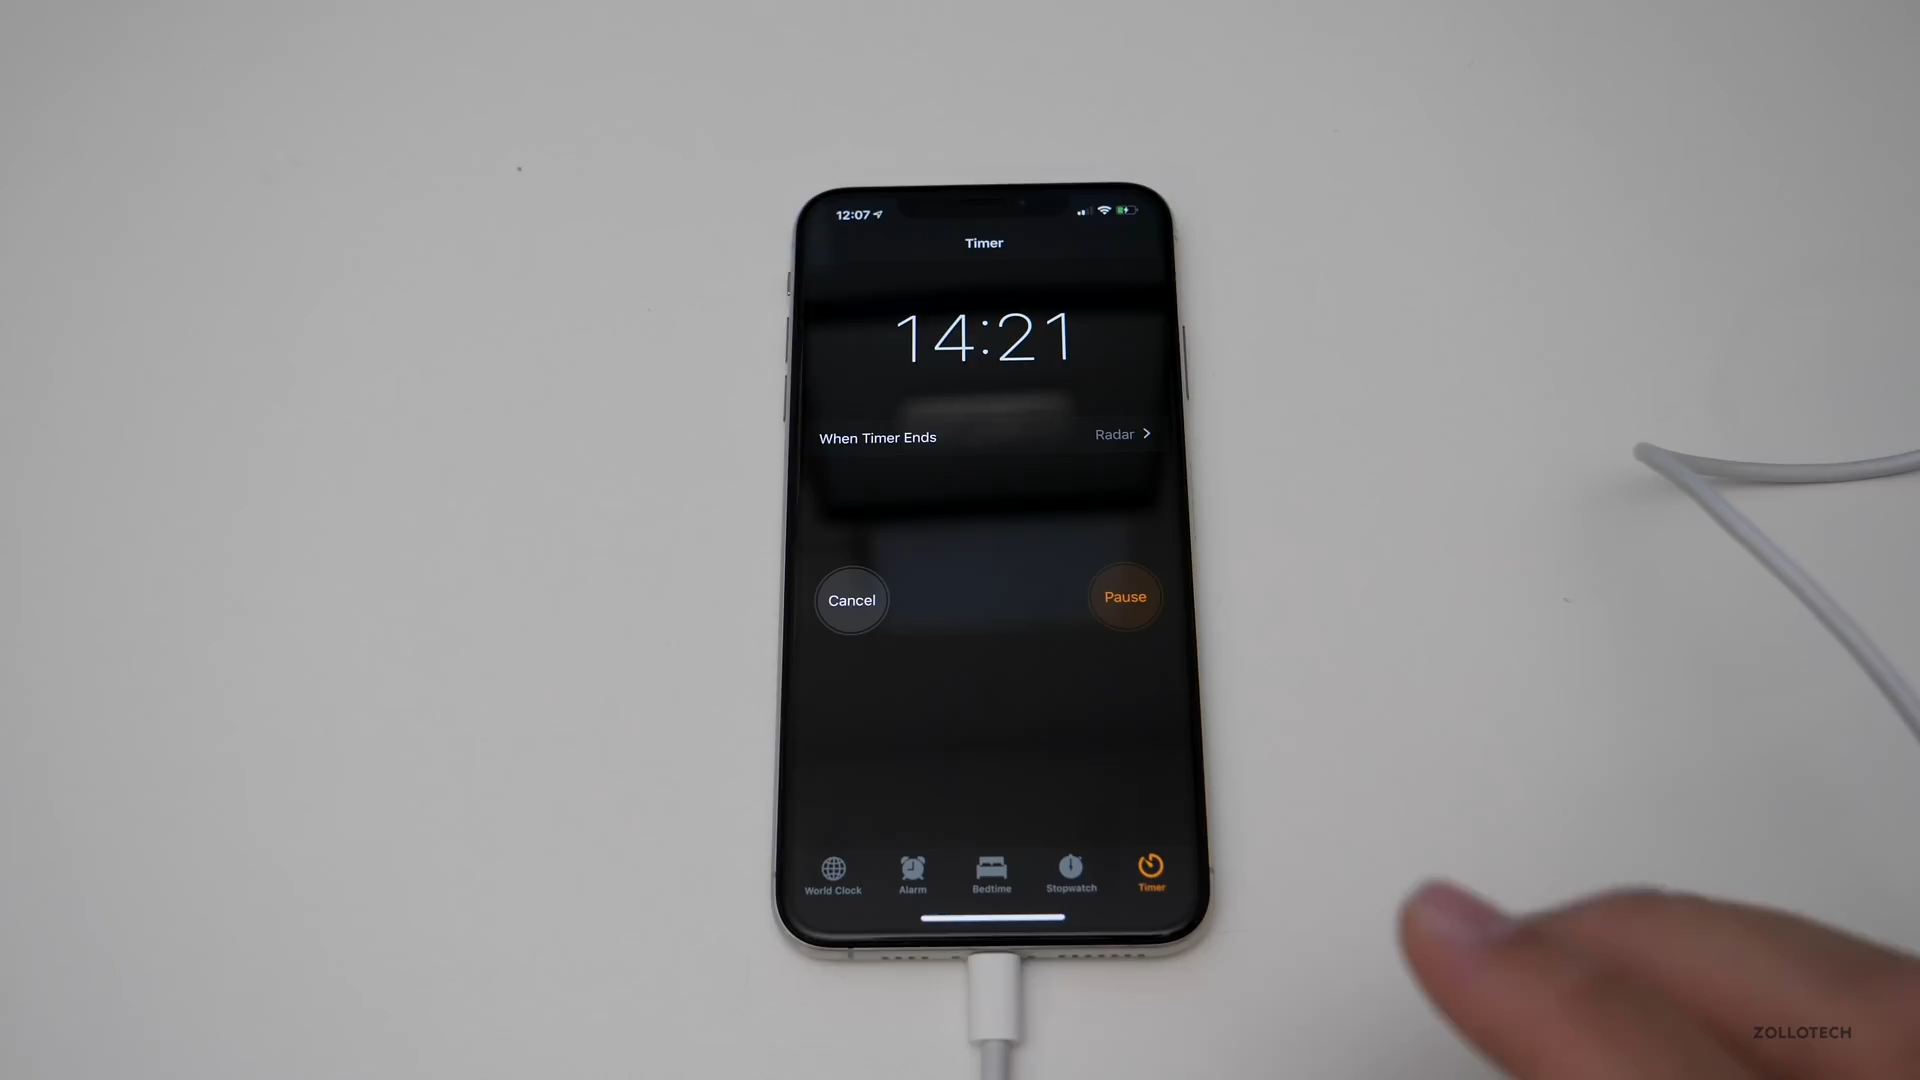 12:07
Timer
14:21
When Timer Ends Radar
Cancel Pause
World Clock Alarm Bedtime Stopwatch Timer
ZOLLOTECH